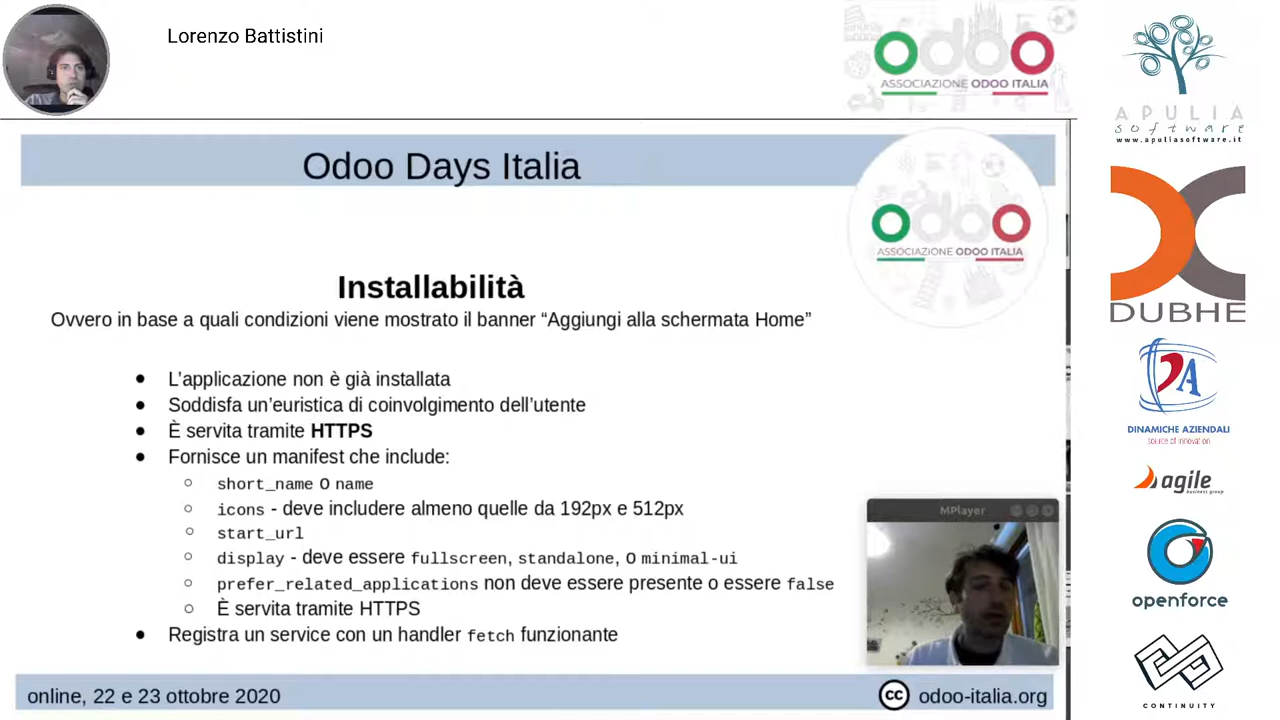 Lorenzo Battistini
odoo
ASSOCIAZIONE ODOO ITALIA
APULIA
software
www.apuliasoftware.it
Odoo Days Italia
odoo
ASSOCIAZIONE ODOO ITALIA
DUBHE
Installabilità
Ovvero in base a quali condizioni viene mostrato il banner “Aggiungi alla schermata Home”
L’applicazione non è già installata
Soddisfa un’euristica di coinvolgimento dell’utente
È servita tramite HTTPS
Fornisce un manifest che include:
short_name o name
icons - deve includere almeno quelle da 192px e 512px
start_url
display - deve essere fullscreen, standalone, o minimal-ui
prefer_related_applications non deve essere presente o essere false
È servita tramite HTTPS
Registra un service con un handler fetch funzionante
DINAMICHE AZIENDALI
source of innovation
agile
business group
MPlayer
openforce
CONTINUITY
online, 22 e 23 ottobre 2020
cc odoo-italia.org